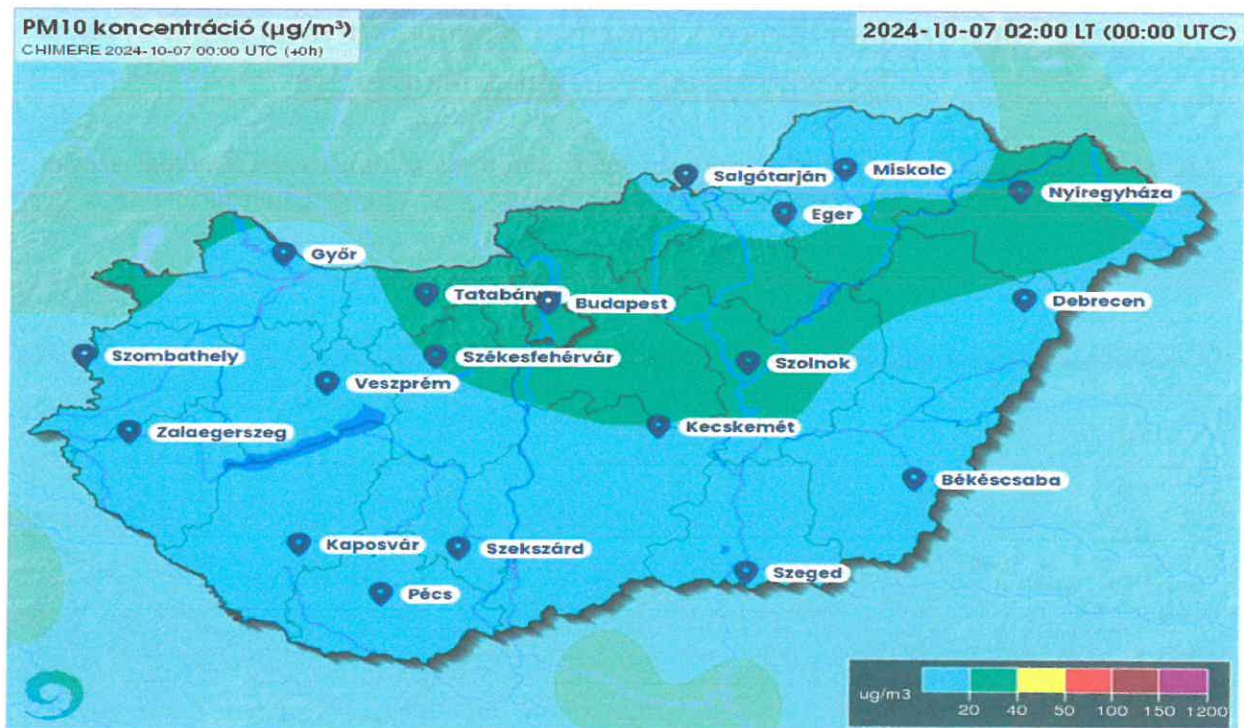 PM10 koncentráció (µg/m³)
CHIMERE 2024-10-07 00:00 UTC (+0h)
2024-10-07 02:00 LT (00:00 UTC)
Salgótarján
Miskolc
Nyíregyháza
Eger
Győr
Tatabánya
Budapest
Debrecen
Szombathely
Székesfehérvár
Szolnok
Veszprém
Zalaegerszeg
Kecskemét
Békéscsaba
Kaposvár
Szekszárd
Szeged
Pécs
ug/m3
20 40 50 100 150 1200